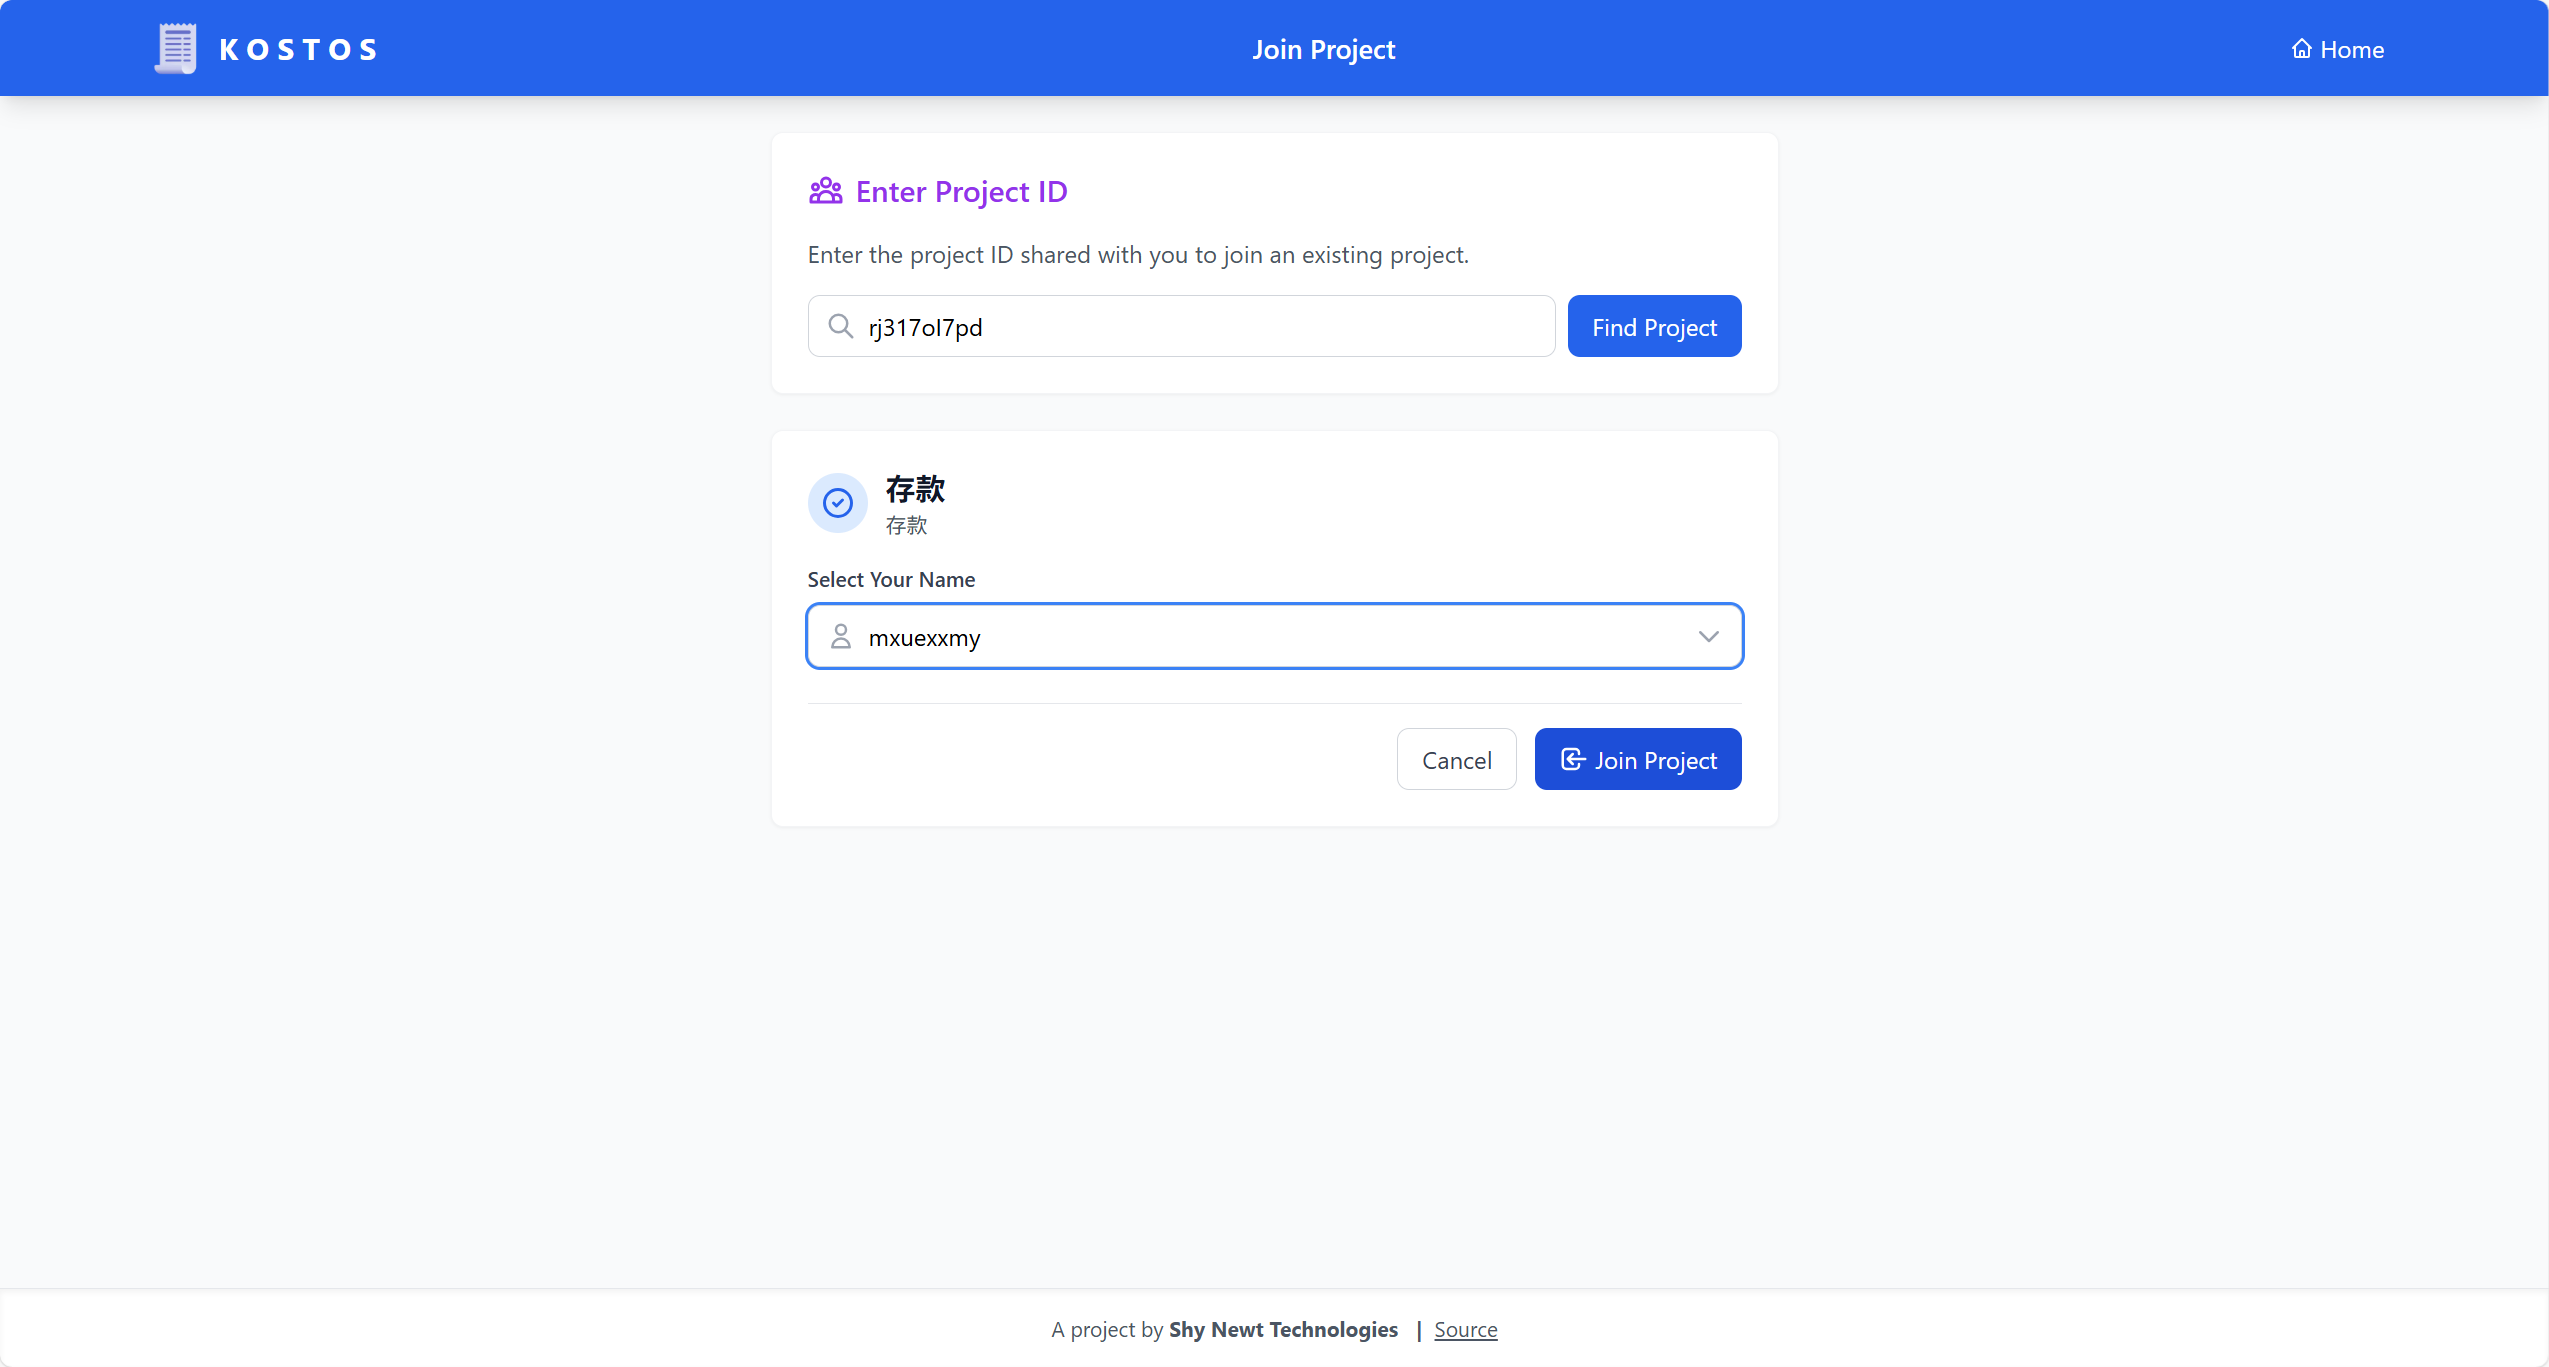 KOSTOS
Join Project
Home
Enter Project ID
Enter the project ID shared with you to join an existing project.
rj317ol7pd
Find Project
存款
存款
Select Your Name
mxuexxmy
Cancel
Join Project
A project by Shy Newt Technologies | Source